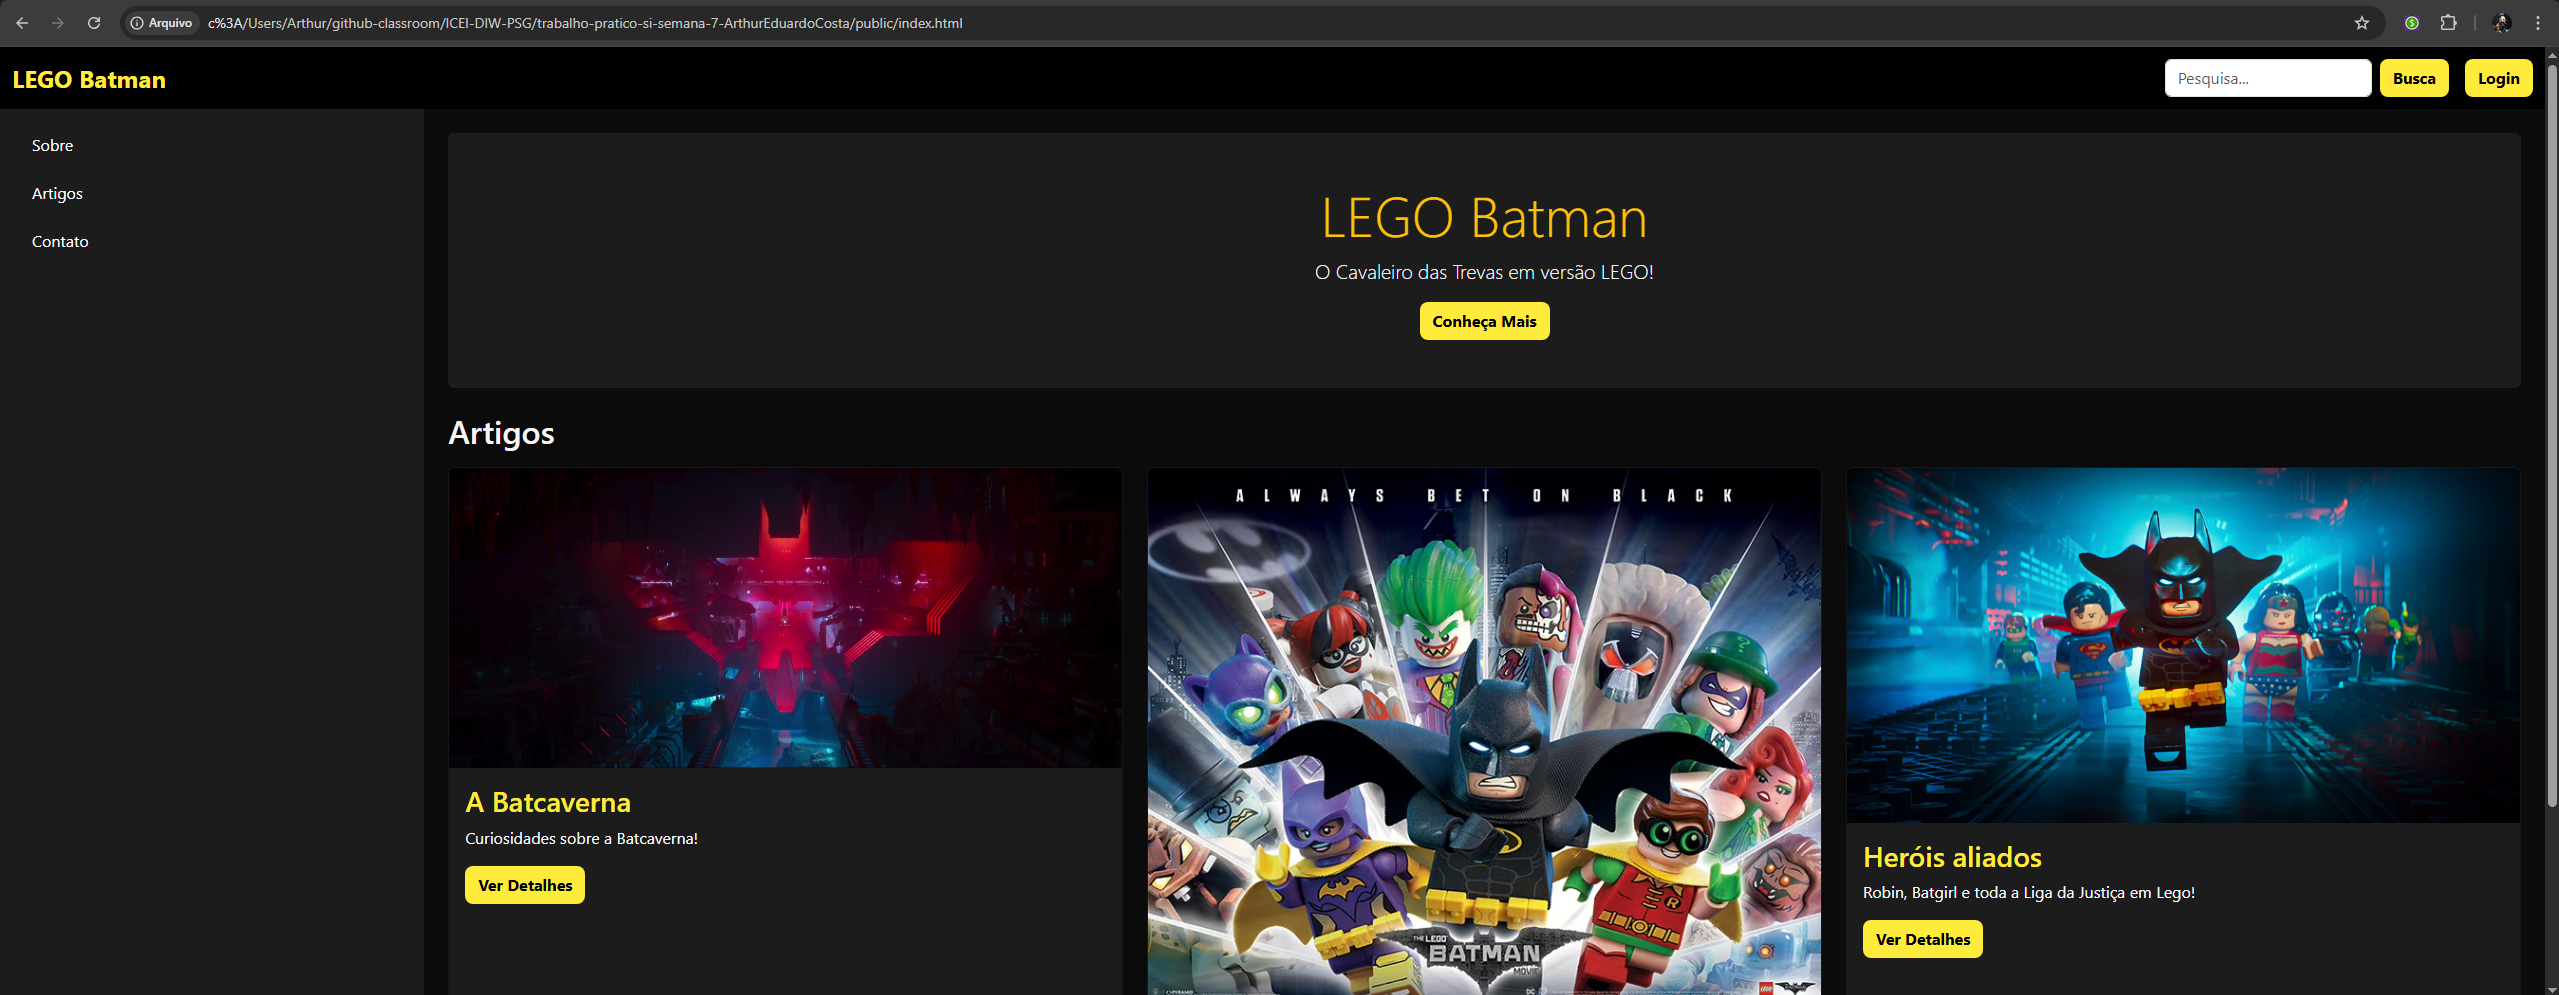 Arquivo c%3A/Users/Arthur/github-classroom/ICEI-DIW-PSG/trabalho-pratico-si-semana-7-ArthurEduardoCosta/public/index.html
LEGO Batman
Pesquisa...
Busca
Login
Sobre
Artigos
Contato
LEGO Batman
O Cavaleiro das Trevas em versão LEGO!
Conheça Mais
Artigos
A Batcaverna
Curiosidades sobre a Batcaverna!
Ver Detalhes
ALWAYS BET ON BLACK
THE LEGO
BATMAN
MOVIE
Heróis aliados
Robin, Batgirl e toda a Liga da Justiça em Lego!
Ver Detalhes